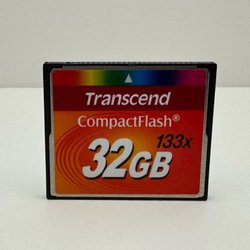 Transcend
CompactFlash®
133x
32GB